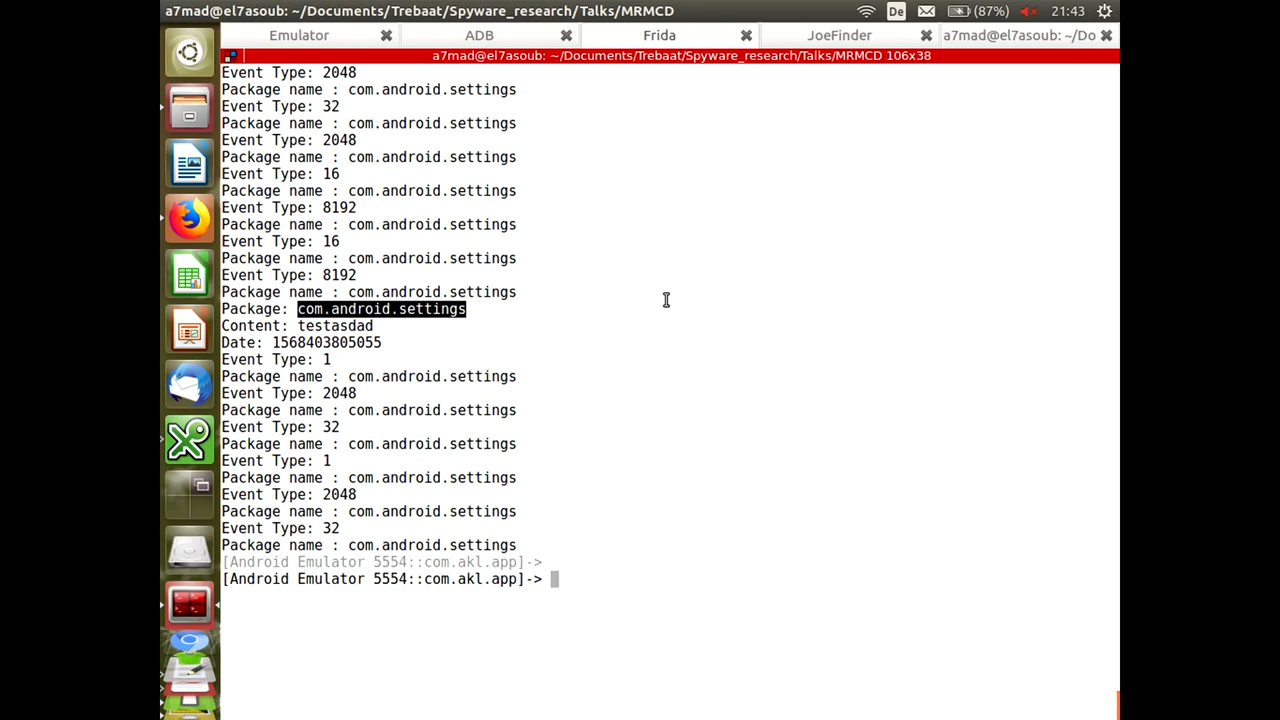 a7mad@el7asoub: ~/Documents/Trebaat/Spyware_research/Talks/MRMCD
De
(87%)
21:43
Emulator
ADB
Frida
JoeFinder
a7mad@el7asoub: ~/Do
a7mad@el7asoub: ~/Documents/Trebaat/Spyware_research/Talks/MRMCD 106x38
Event Type: 2048
Package name : com.android.settings
Event Type: 32
Package name : com.android.settings
Event Type: 2048
Package name : com.android.settings
Event Type: 16
Package name : com.android.settings
Event Type: 8192
Package name : com.android.settings
Event Type: 16
Package name : com.android.settings
Event Type: 8192
Package name : com.android.settings
Package: com.android.settings
Content: testasdad
Date: 1568403805055
Event Type: 1
Package name : com.android.settings
Event Type: 2048
Package name : com.android.settings
Event Type: 32
Package name : com.android.settings
Event Type: 1
Package name : com.android.settings
Event Type: 2048
Package name : com.android.settings
Event Type: 32
Package name : com.android.settings
[Android Emulator 5554::com.akl.app]->
[Android Emulator 5554::com.akl.app]->